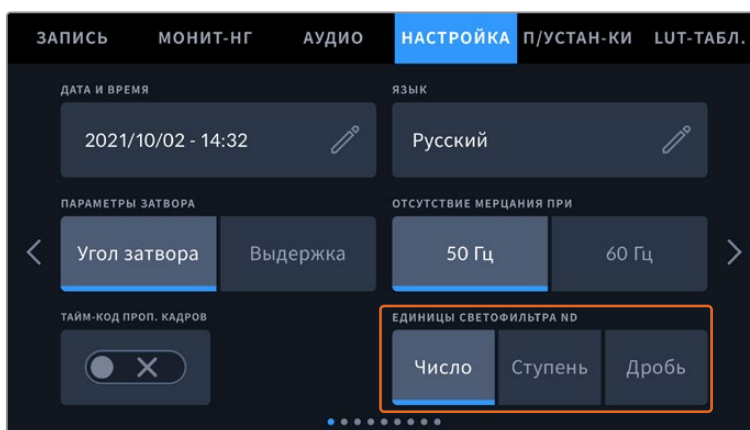 ЗАПИСЬ МОНИТ-НГ АУДИО НАСТРОЙКА П/УСТАН-КИ LUT-ТАБЛ.
ДАТА И ВРЕМЯ ЯЗЫК
2021/10/02 - 14:32 Русский
ПАРАМЕТРЫ ЗАТВОРА ОТСУТСТВИЕ МЕРЦАНИЯ ПРИ
Угол затвора Выдержка 50 Гц 60 Гц
ТАЙМ-КОД ПРОП. КАДРОВ ЕДИНИЦЫ СВЕТОФИЛЬТРА ND
Число Ступень Дробь